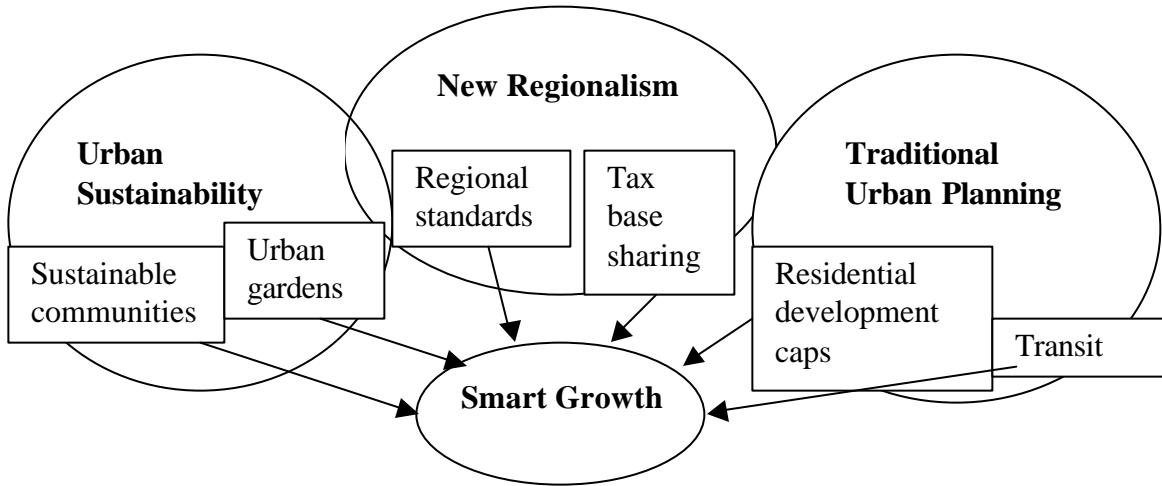 New Regionalism
Urban
Sustainability
Traditional
Urban Planning
Regional
standards
Tax
base
sharing
Urban
gardens
Sustainable
communities
Residential
development
caps
Transit
Smart Growth